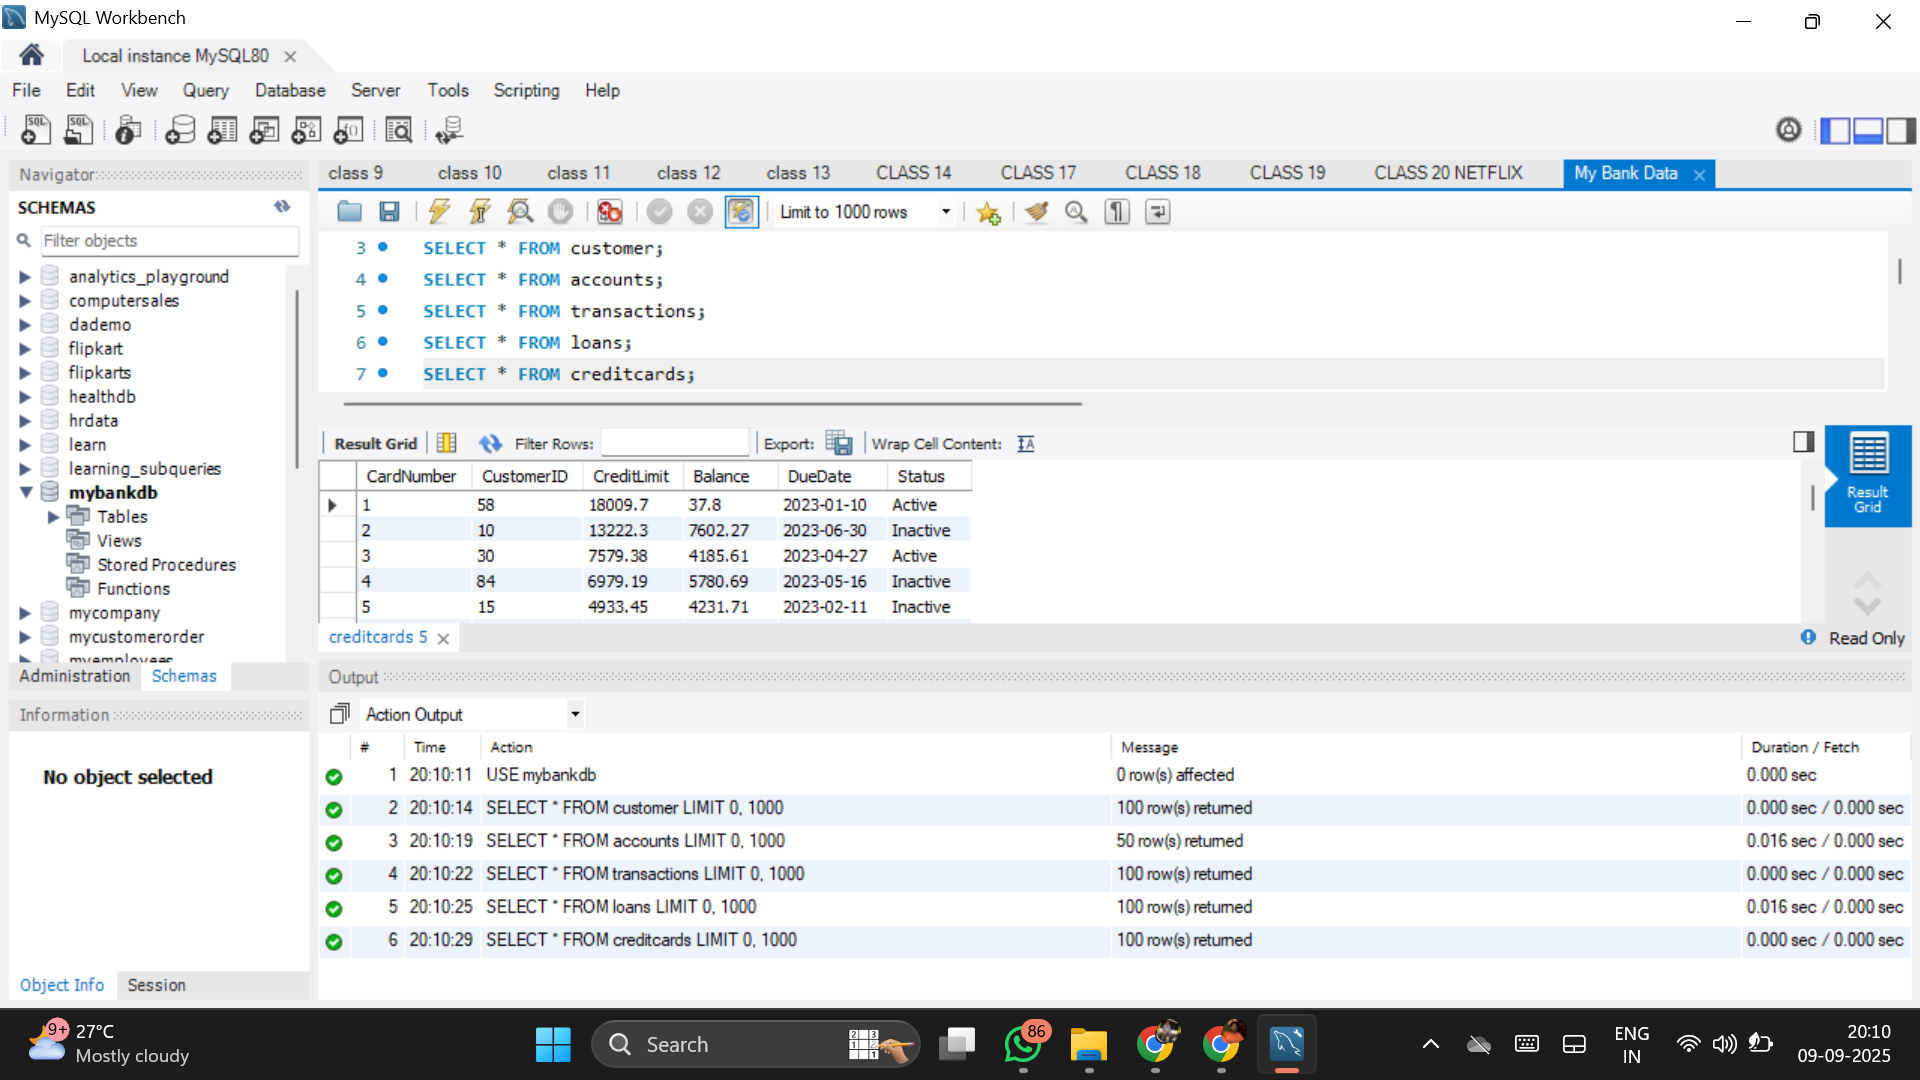 MySQL Workbench
Local instance MySQL80
File Edit View Query Database Server Tools Scripting Help
Navigator
SCHEMAS
Filter objects
analytics_playground
computersales
dademo
flipkart
flipkarts
healthdb
hrdata
learn
learning_subqueries
mybankdb
Tables
Views
Stored Procedures
Functions
mycompany
mycustomerorder
myemployees
Administration Schemas
Information
No object selected
Object Info Session
class 9 class 10 class 11 class 12 class 13 CLASS 14 CLASS 17 CLASS 18 CLASS 19 CLASS 20 NETFLIX My Bank Data
Limit to 1000 rows
3 SELECT * FROM customer;
4 SELECT * FROM accounts;
5 SELECT * FROM transactions;
6 SELECT * FROM loans;
7 SELECT * FROM creditcards;
Result Grid Filter Rows: Export: Wrap Cell Content:
CardNumber CustomerID CreditLimit Balance DueDate Status
1 58 18009.7 37.8 2023-01-10 Active
2 10 13222.3 7602.27 2023-06-30 Inactive
3 30 7579.38 4185.61 2023-04-27 Active
4 84 6979.19 5780.69 2023-05-16 Inactive
5 15 4933.45 4231.71 2023-02-11 Inactive
Result
Grid
creditcards 5
Read Only
Output
Action Output
# Time Action Message Duration / Fetch
1 20:10:11 USE mybankdb 0 row(s) affected 0.000 sec
2 20:10:14 SELECT * FROM customer LIMIT 0, 1000 100 row(s) returned 0.000 sec / 0.000 sec
3 20:10:19 SELECT * FROM accounts LIMIT 0, 1000 50 row(s) returned 0.016 sec / 0.000 sec
4 20:10:22 SELECT * FROM transactions LIMIT 0, 1000 100 row(s) returned 0.000 sec / 0.000 sec
5 20:10:25 SELECT * FROM loans LIMIT 0, 1000 100 row(s) returned 0.016 sec / 0.000 sec
6 20:10:29 SELECT * FROM creditcards LIMIT 0, 1000 100 row(s) returned 0.000 sec / 0.000 sec
9+
27°C
Mostly cloudy
Search
86
ENG
IN
20:10
09-09-2025